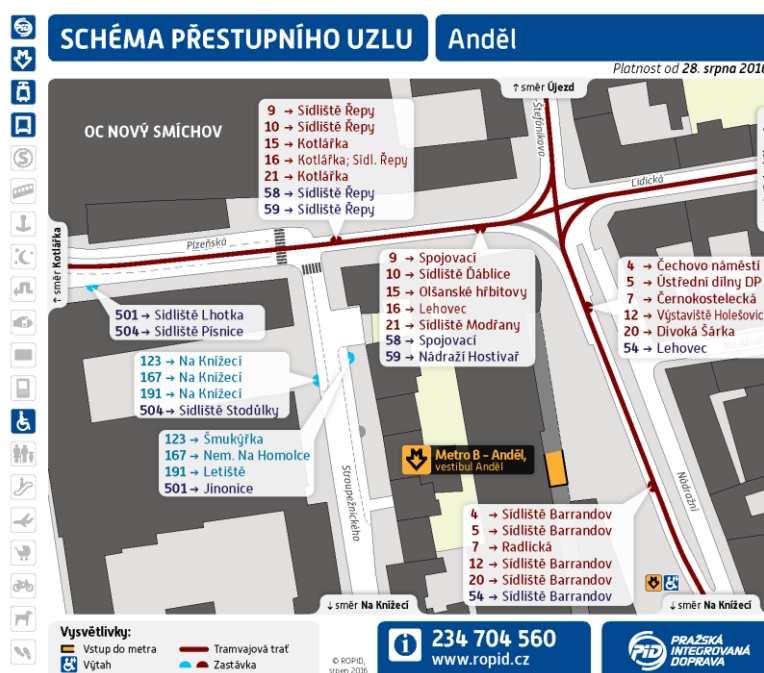 SCHÉMA PŘESTUPNÍHO UZLU
Anděl
Platnost od 28. srpna 2016
↑ směr Újezd
OC NOVÝ SMÍCHOV
9 → Sídliště Řepy
10 → Sídliště Řepy
15 → Kotlářka
16 → Kotlářka; Sídl. Řepy
21 → Kotlářka
58 → Sídliště Řepy
59 → Sídliště Řepy
Štefánikova
Lidická
Plzeňská
↑ směr Kotlářka
9 → Spojovací
10 → Sídliště Ďáblice
15 → Olšanské hřbitovy
16 → Lehovec
21 → Sídliště Modřany
58 → Spojovací
59 → Nádraží Hostivař
4 → Čechovo náměstí
5 → Ústřední dílny DP
7 → Černokostelecká
12 → Výstaviště Holešovic
20 → Divoká Šárka
54 → Lehovec
501 → Sídliště Lhotka
504 → Sídliště Písnice
123 → Na Knížecí
167 → Na Knížecí
191 → Na Knížecí
504 → Sídliště Stodůlky
123 → Šmukýřka
167 → Nem. Na Homolce
191 → Letiště
501 → Jinonice
Metro B – Anděl,
vestibul Anděl
Stroupežnického
Nádražní
4 → Sídliště Barrandov
5 → Sídliště Barrandov
7 → Radlická
12 → Sídliště Barrandov
20 → Sídliště Barrandov
54 → Sídliště Barrandov
↓ směr Na Knížecí
↓ směr Na Knížecí
Vysvětlivky:
Vstup do metra
Tramvajová trať
Výtah
Zastávka
© ROPID,
srpen 2016
234 704 560
www.ropid.cz
PID
PRAŽSKÁ
INTEGROVANÁ
DOPRAVA